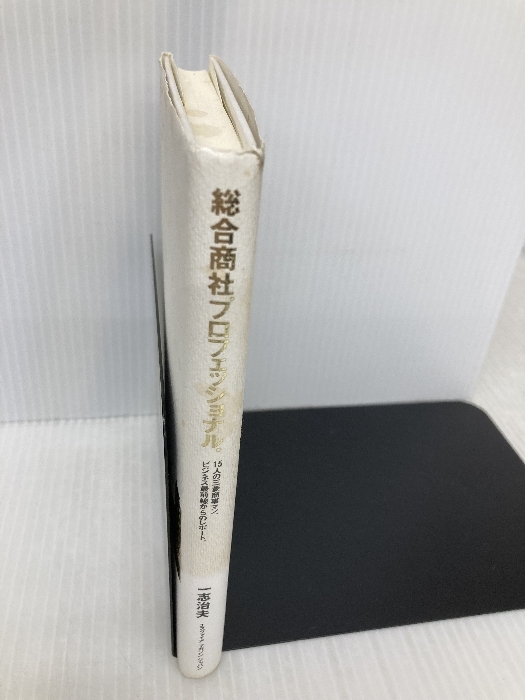 総合商社プロフェッショナル。
15人の三菱商事マン、
ビジネス最前線からのレポート。
一志治夫